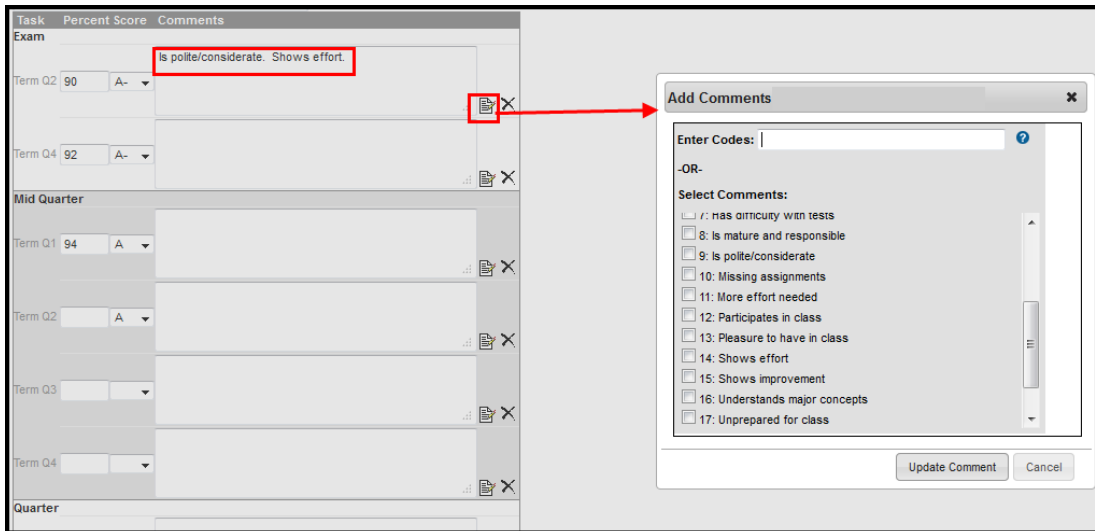 Task Percent Score Comments
Exam
Is polite/considerate. Shows effort.
Term Q2 90 A-
Term Q4 92 A-
Mid Quarter
Term Q1 94 A
Term Q2 A
Term Q3
Term Q4
Quarter
Add Comments
Enter Codes:
-OR-
Select Comments:
7: Has difficulty with tests
8: Is mature and responsible
9: Is polite/considerate
10: Missing assignments
11: More effort needed
12: Participates in class
13: Pleasure to have in class
14: Shows effort
15: Shows improvement
16: Understands major concepts
17: Unprepared for class
Update Comment Cancel